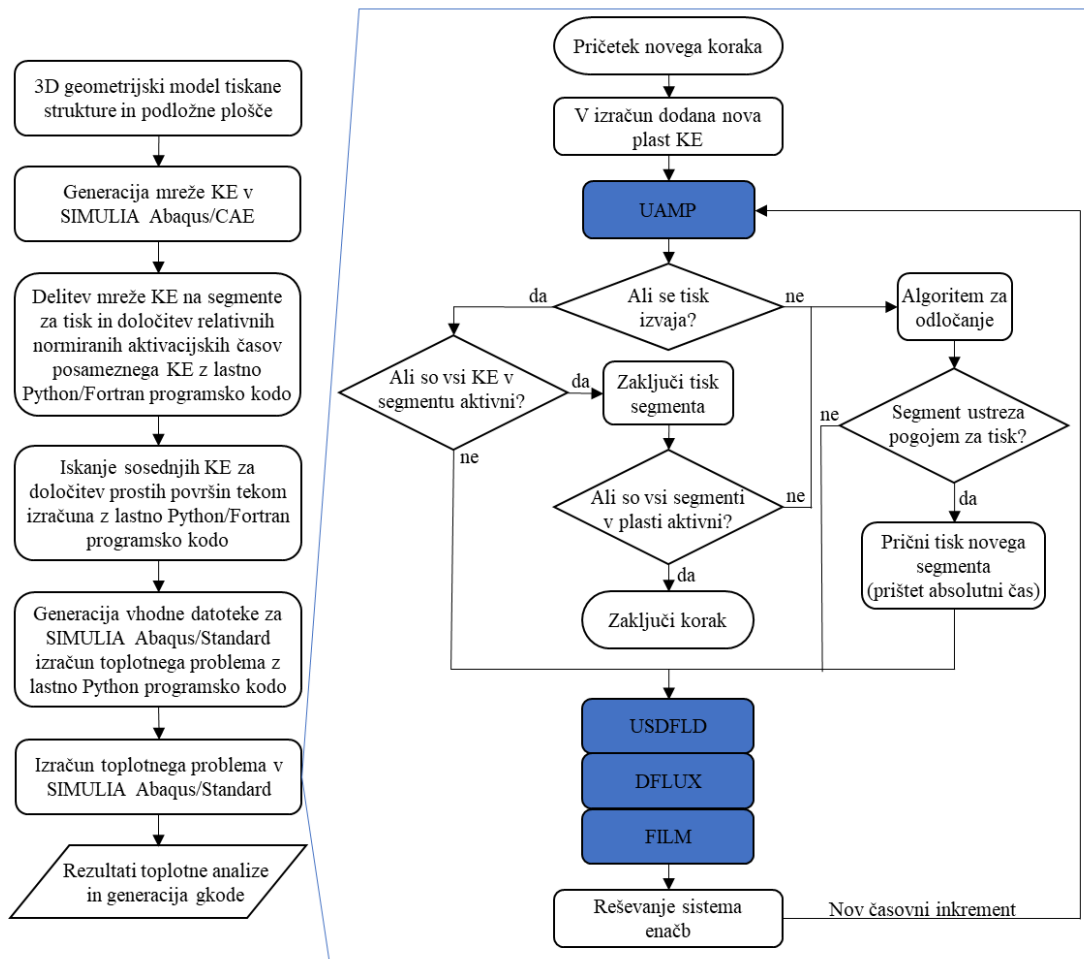 3D geometrijski model tiskane
strukture in podložne plošče
Generacija mreže KE v
SIMULIA Abaqus/CAE
Delitev mreže KE na segmente
za tisk in določitev relativnih
normiranih aktivacijskih časov
posameznega KE z lastno
Python/Fortran programsko kodo
Iskanje sosednjih KE za
določitev prostih površin tekom
izračuna z lastno Python/Fortran
programsko kodo
Generacija vhodne datoteke za
SIMULIA Abaqus/Standard
izračun toplotnega problema z
lastno Python programsko kodo
Izračun toplotnega problema v
SIMULIA Abaqus/Standard
Rezultati toplotne analize
in generacija gkode
Pričetek novega koraka
V izračun dodana nova
plast KE
UAMP
Ali se tisk
izvaja?
da
ne
Ali so vsi KE v
segmentu aktivni?
da
ne
Zaključi tisk
segmenta
Ali so vsi segmenti
v plasti aktivni?
ne
da
Zaključi korak
Algoritem za
odločanje
Segment ustreza
pogojem za tisk?
ne
da
Prični tisk novega
segmenta
(prištet absolutni čas)
USDFLD
DFLUX
FILM
Reševanje sistema
enačb
Nov časovni inkrement